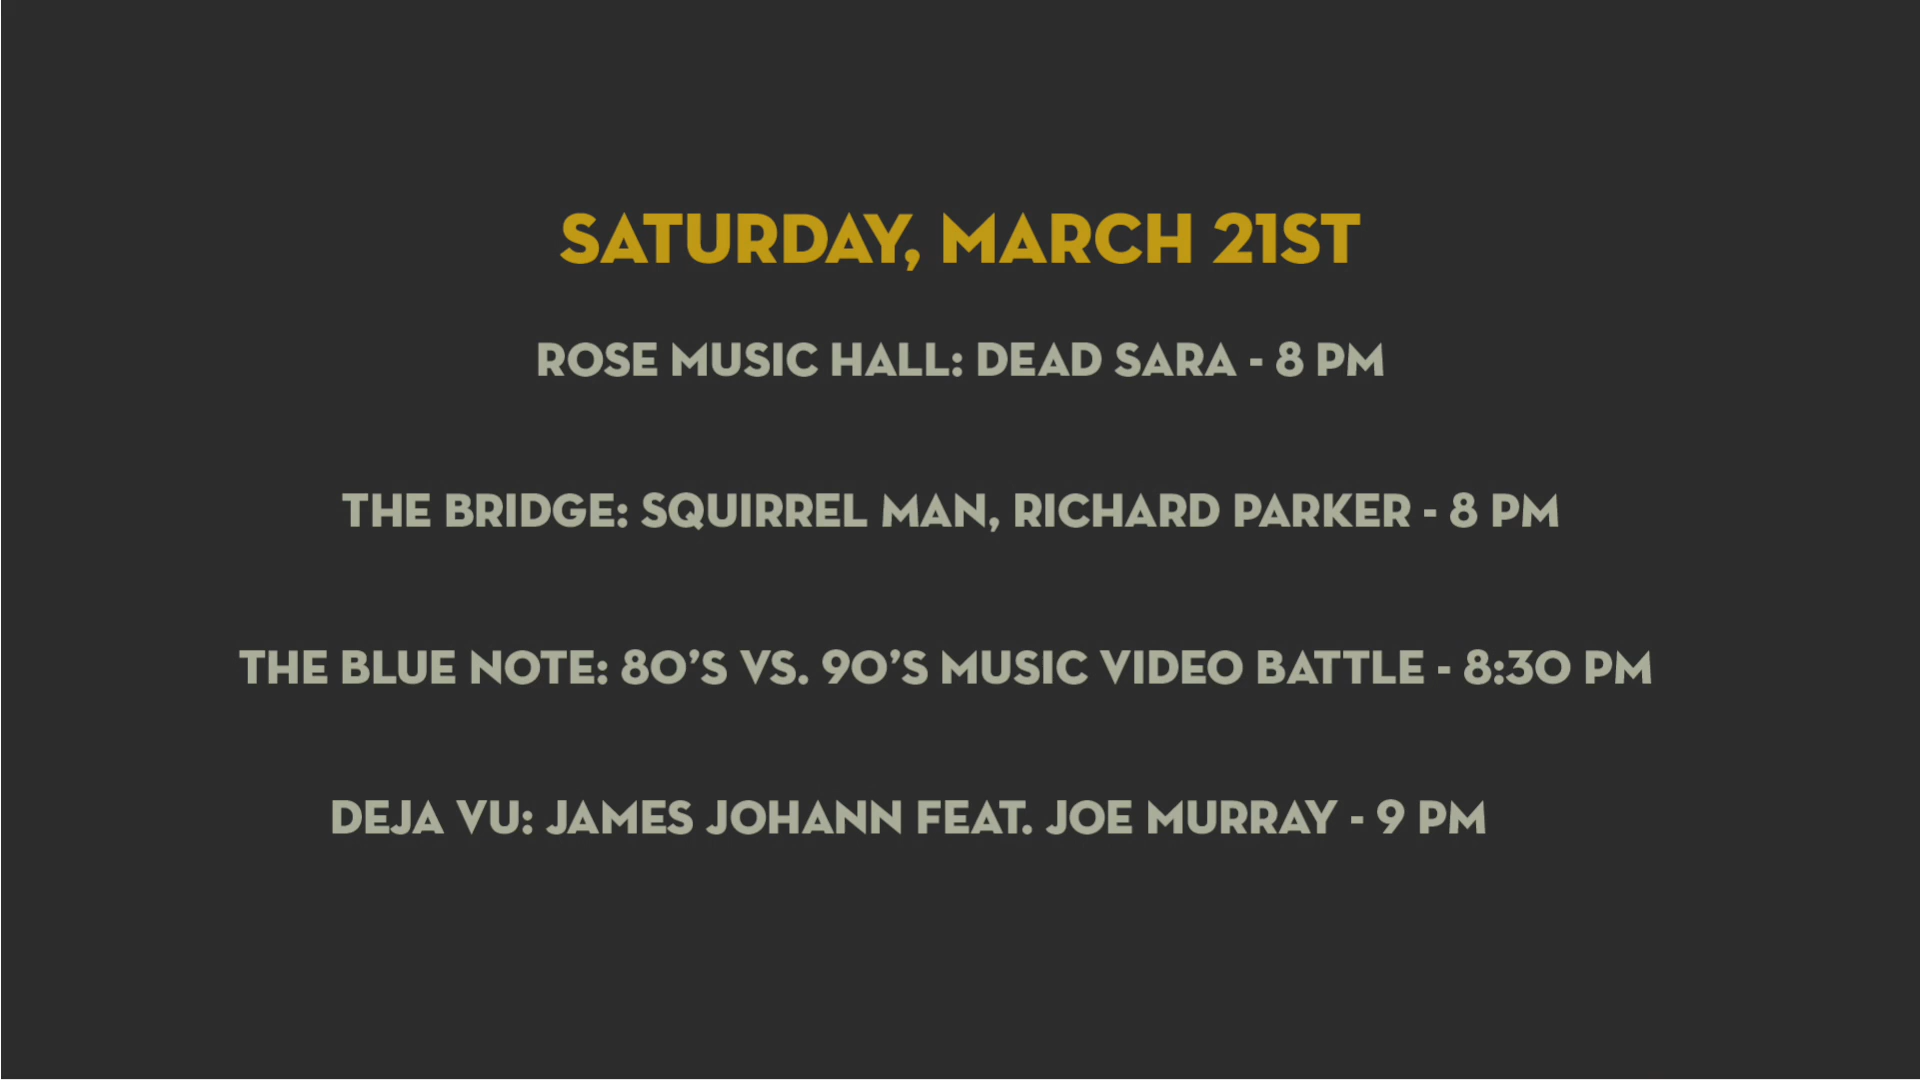 SATURDAY, MARCH 21ST
ROSE MUSIC HALL: DEAD SARA - 8 PM
THE BRIDGE: SQUIRREL MAN, RICHARD PARKER - 8 PM
THE BLUE NOTE: 80’S VS. 90’S MUSIC VIDEO BATTLE - 8:30 PM
DEJA VU: JAMES JOHANN FEAT. JOE MURRAY - 9 PM